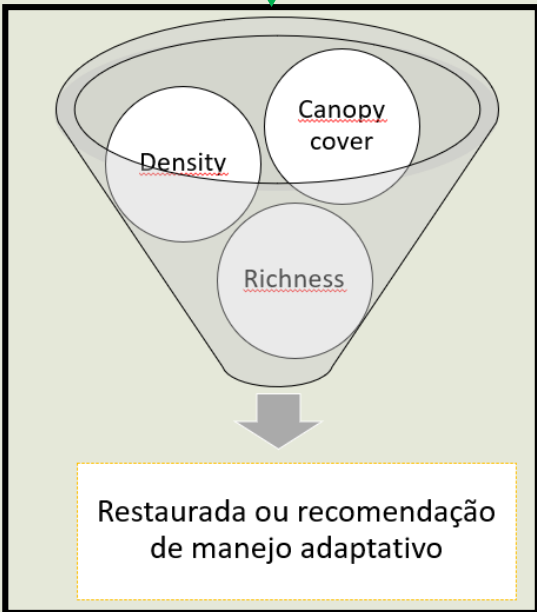 Canopy
cover
Density
Richness
Restaurada ou recomendação
de manejo adaptativo